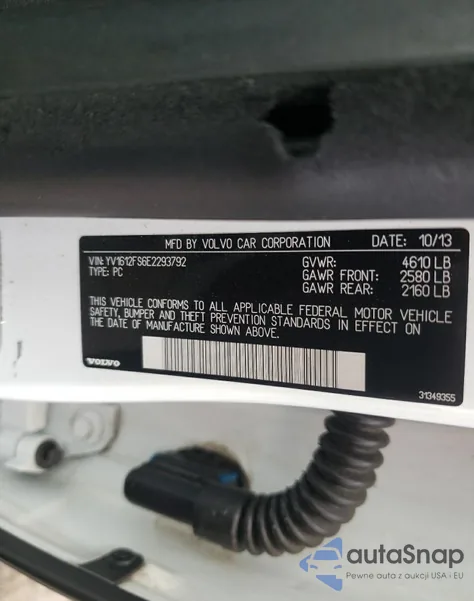 MFD BY VOLVO CAR CORPORATION DATE: 10/13
VIN: YV1612FS6E2293792 GVWR: 4610 LB
TYPE: PC GAWR FRONT: 2580 LB
GAWR REAR: 2160 LB
THIS VEHICLE CONFORMS TO ALL APPLICABLE FEDERAL MOTOR VEHICLE
SAFETY, BUMPER AND THEFT PREVENTION STANDARDS IN EFFECT ON
THE DATE OF MANUFACTURE SHOWN ABOVE.
VOLVO
31349355
autoSnap
Pewne auta z aukcji USA i EU